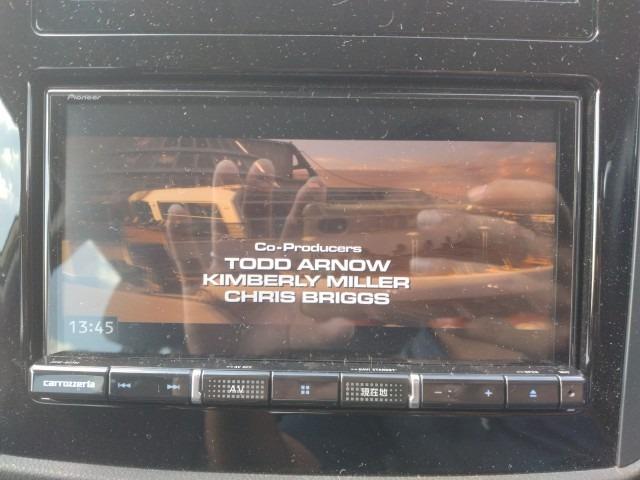 Pioneer
Co-Producers
TODD ARNOW
KIMBERLY MILLER
CHRIS BRIGGS
13:45
carrozzeria
AV
現在地
− +